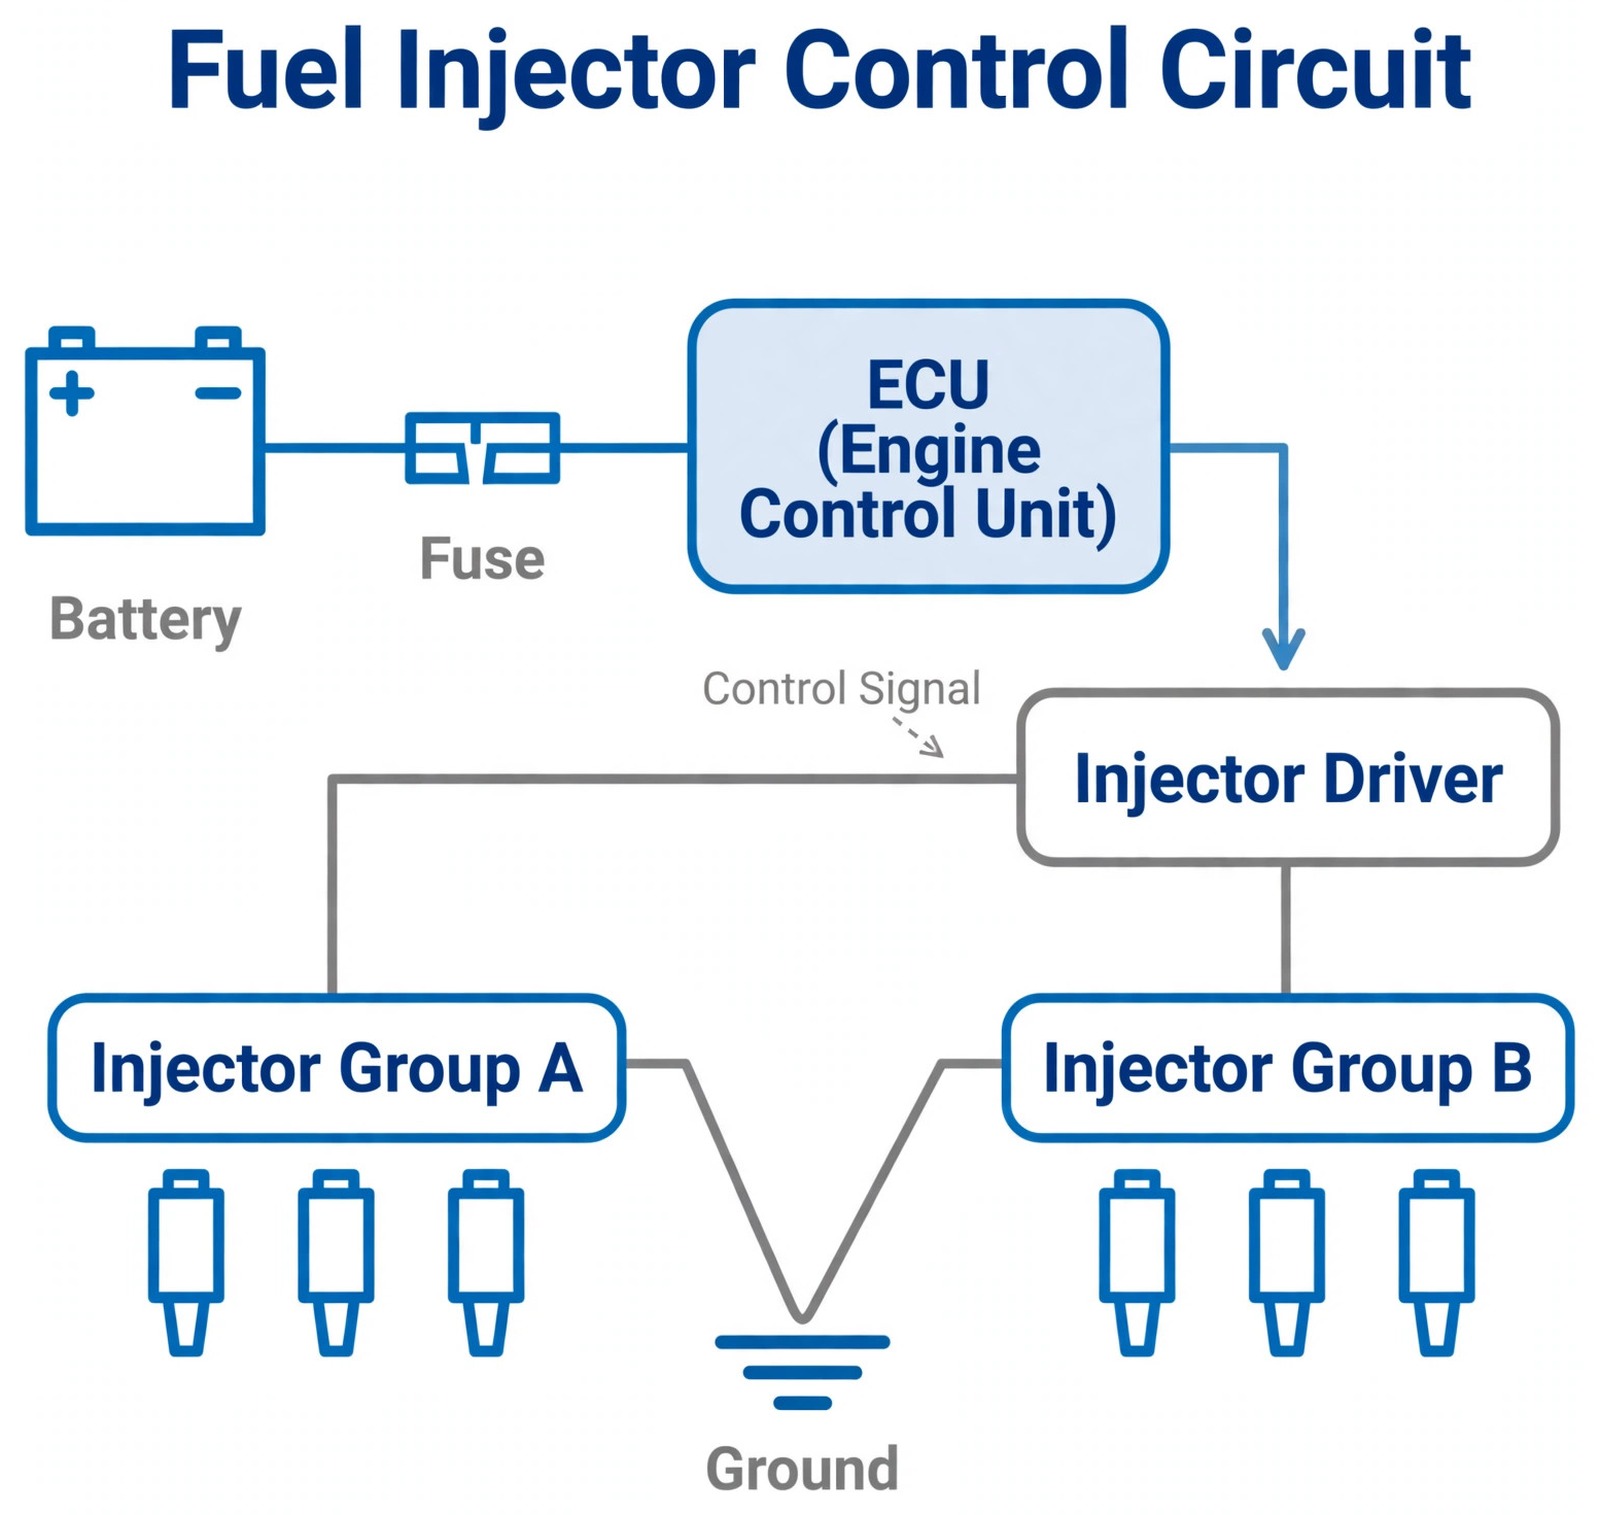 Fuel Injector Control Circuit
+ −
ECU
(Engine
Control Unit)
Fuse
Battery
Control Signal
Injector Driver
Injector Group A
Injector Group B
Ground